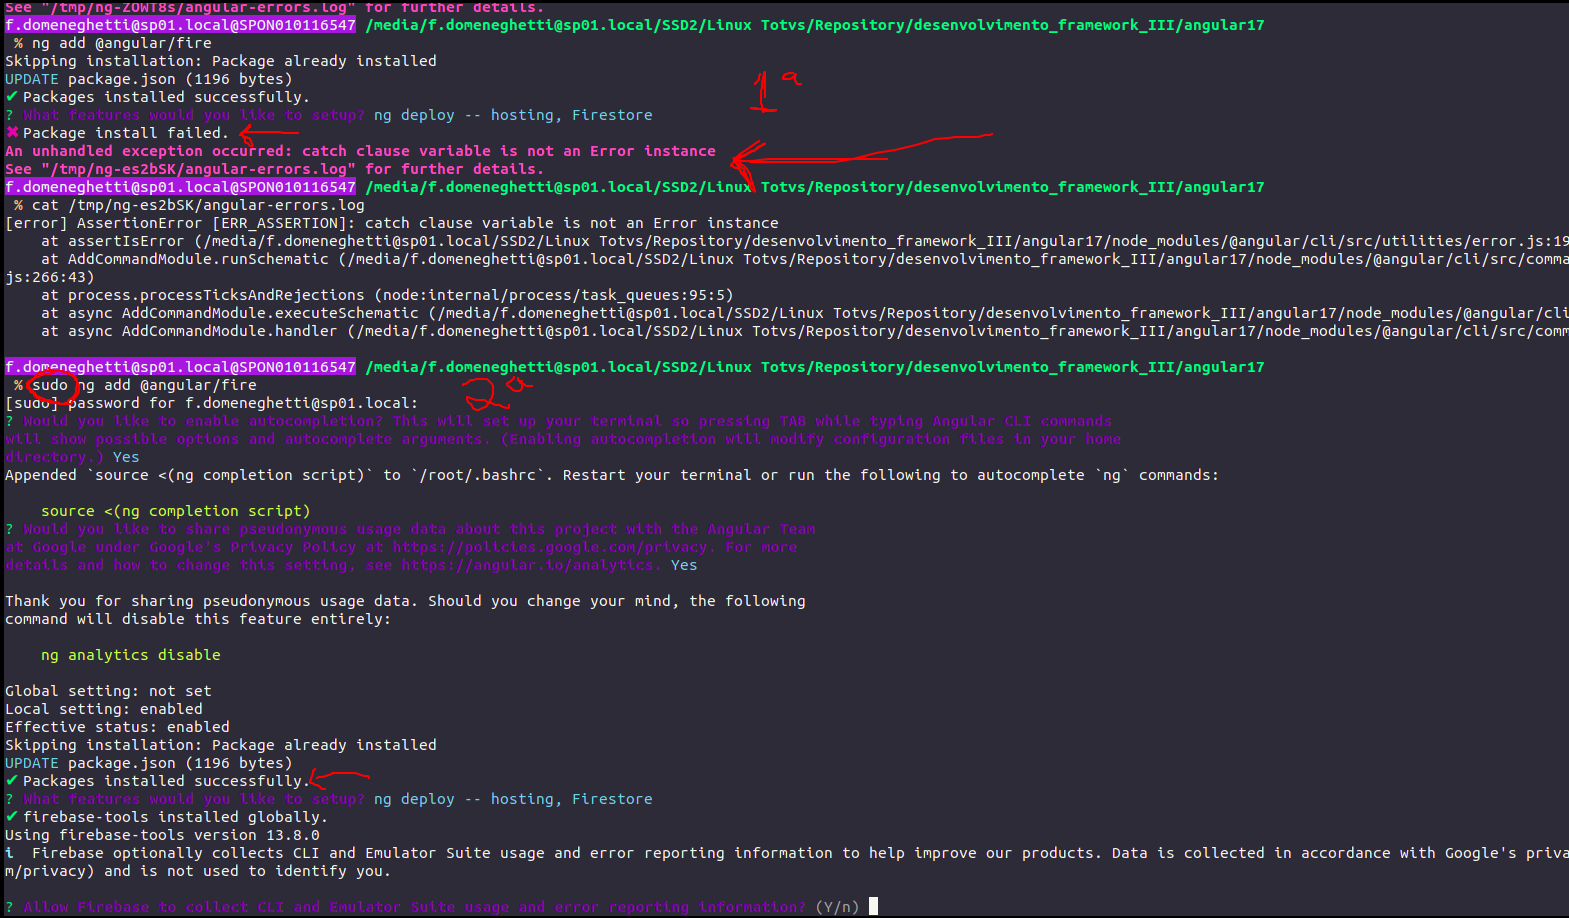 See "/tmp/ng-ZOWT8s/angular-errors.log" for further details.
f.domeneghetti@sp01.local@SPON010116547 /media/f.domeneghetti@sp01.local/SSD2/Linux Totvs/Repository/desenvolvimento_framework_III/angular17
% ng add @angular/fire
Skipping installation: Package already installed
UPDATE package.json (1196 bytes)
✔ Packages installed successfully.
1ª
? What features would you like to setup? ng deploy -- hosting, Firestore
✖ Package install failed.
An unhandled exception occurred: catch clause variable is not an Error instance
See "/tmp/ng-es2bSK/angular-errors.log" for further details.
f.domeneghetti@sp01.local@SPON010116547 /media/f.domeneghetti@sp01.local/SSD2/Linux Totvs/Repository/desenvolvimento_framework_III/angular17
% cat /tmp/ng-es2bSK/angular-errors.log
[error] AssertionError [ERR_ASSERTION]: catch clause variable is not an Error instance
at assertIsError (/media/f.domeneghetti@sp01.local/SSD2/Linux Totvs/Repository/desenvolvimento_framework_III/angular17/node_modules/@angular/cli/src/utilities/error.js:19
at AddCommandModule.runSchematic (/media/f.domeneghetti@sp01.local/SSD2/Linux Totvs/Repository/desenvolvimento_framework_III/angular17/node_modules/@angular/cli/src/comma
js:266:43)
at process.processTicksAndRejections (node:internal/process/task_queues:95:5)
at async AddCommandModule.executeSchematic (/media/f.domeneghetti@sp01.local/SSD2/Linux Totvs/Repository/desenvolvimento_framework_III/angular17/node_modules/@angular/cli
at async AddCommandModule.handler (/media/f.domeneghetti@sp01.local/SSD2/Linux Totvs/Repository/desenvolvimento_framework_III/angular17/node_modules/@angular/cli/src/comm
f.domeneghetti@sp01.local@SPON010116547 /media/f.domeneghetti@sp01.local/SSD2/Linux Totvs/Repository/desenvolvimento_framework_III/angular17
% sudo ng add @angular/fire
2ª
[sudo] password for f.domeneghetti@sp01.local:
? Would you like to enable autocompletion? This will set up your terminal so pressing TAB while typing Angular CLI commands
will show possible options and autocomplete arguments. (Enabling autocompletion will modify configuration files in your home
directory.) Yes
Appended `source <(ng completion script)` to `/root/.bashrc`. Restart your terminal or run the following to autocomplete `ng` commands:
source <(ng completion script)
? Would you like to share pseudonymous usage data about this project with the Angular Team
at Google under Google's Privacy Policy at https://policies.google.com/privacy. For more
details and how to change this setting, see https://angular.io/analytics. Yes
Thank you for sharing pseudonymous usage data. Should you change your mind, the following
command will disable this feature entirely:
ng analytics disable
Global setting: not set
Local setting: enabled
Effective status: enabled
Skipping installation: Package already installed
UPDATE package.json (1196 bytes)
✔ Packages installed successfully.
? What features would you like to setup? ng deploy -- hosting, Firestore
✔ firebase-tools installed globally.
Using firebase-tools version 13.8.0
i Firebase optionally collects CLI and Emulator Suite usage and error reporting information to help improve our products. Data is collected in accordance with Google's priva
m/privacy) and is not used to identify you.
? Allow Firebase to collect CLI and Emulator Suite usage and error reporting information? (Y/n)